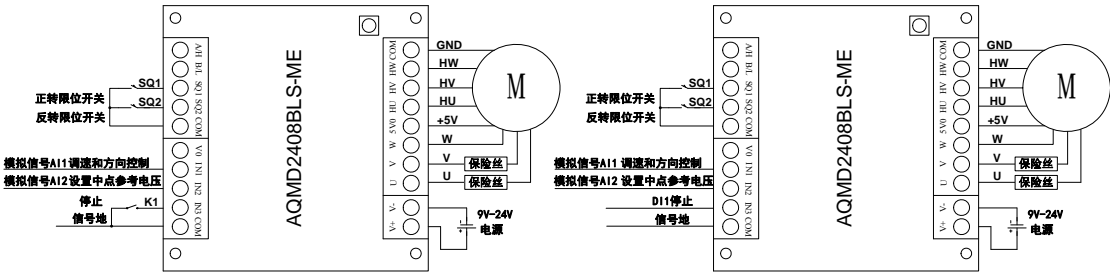 A/H
B/L
SQ1
SQ2
COM
V0
IN1
IN2
IN3
COM
SQ1
SQ2
正转限位开关
反转限位开关
模拟信号AI1 调速和方向控制
模拟信号AI2 设置中点参考电压
停止
K1
信号地
AQMD2408BLS-ME
COM
HW
HV
HU
5V0
W
V
U
V-
V+
GND
HW
HV
HU
+5V
W
V
保险丝
U
保险丝
M
9V-24V
电源
A/H
B/L
SQ1
SQ2
COM
V0
IN1
IN2
IN3
COM
SQ1
SQ2
正转限位开关
反转限位开关
模拟信号AI1 调速和方向控制
模拟信号AI2 设置中点参考电压
DI1停止
信号地
AQMD2408BLS-ME
COM
HW
HV
HU
5V0
W
V
U
V-
V+
GND
HW
HV
HU
+5V
W
V
保险丝
U
保险丝
M
9V-24V
电源